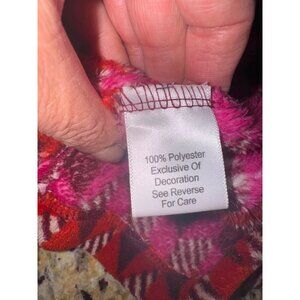 100% Polyester
Exclusive Of
Decoration
See Reverse
For Care